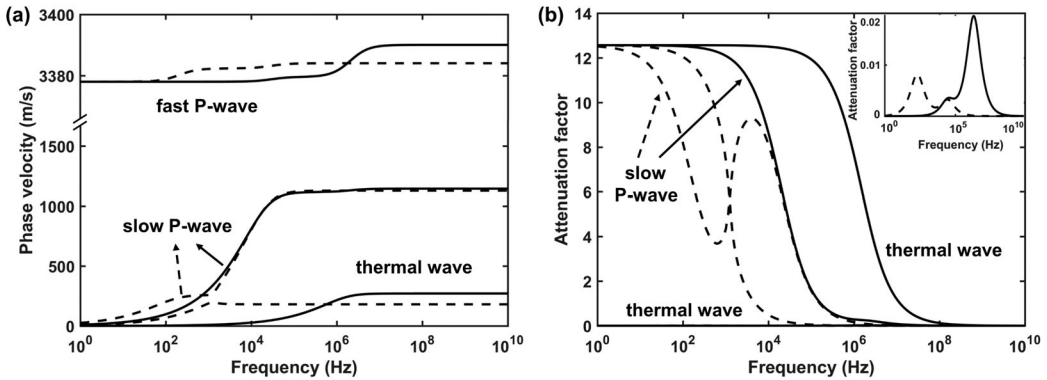 (a)
3400
3380
1500
1000
500
0
Phase velocity (m/s)
fast P-wave
slow P-wave
thermal wave
10^0 10^2 10^4 10^6 10^8 10^10
Frequency (Hz)
(b)
14
12
10
8
6
4
2
0
Attenuation factor
slow
P-wave
thermal wave
thermal wave
10^0 10^2 10^4 10^6 10^8 10^10
Frequency (Hz)
0.02
0.01
0
Attenuation factor
10^0 10^5 10^10
Frequency (Hz)